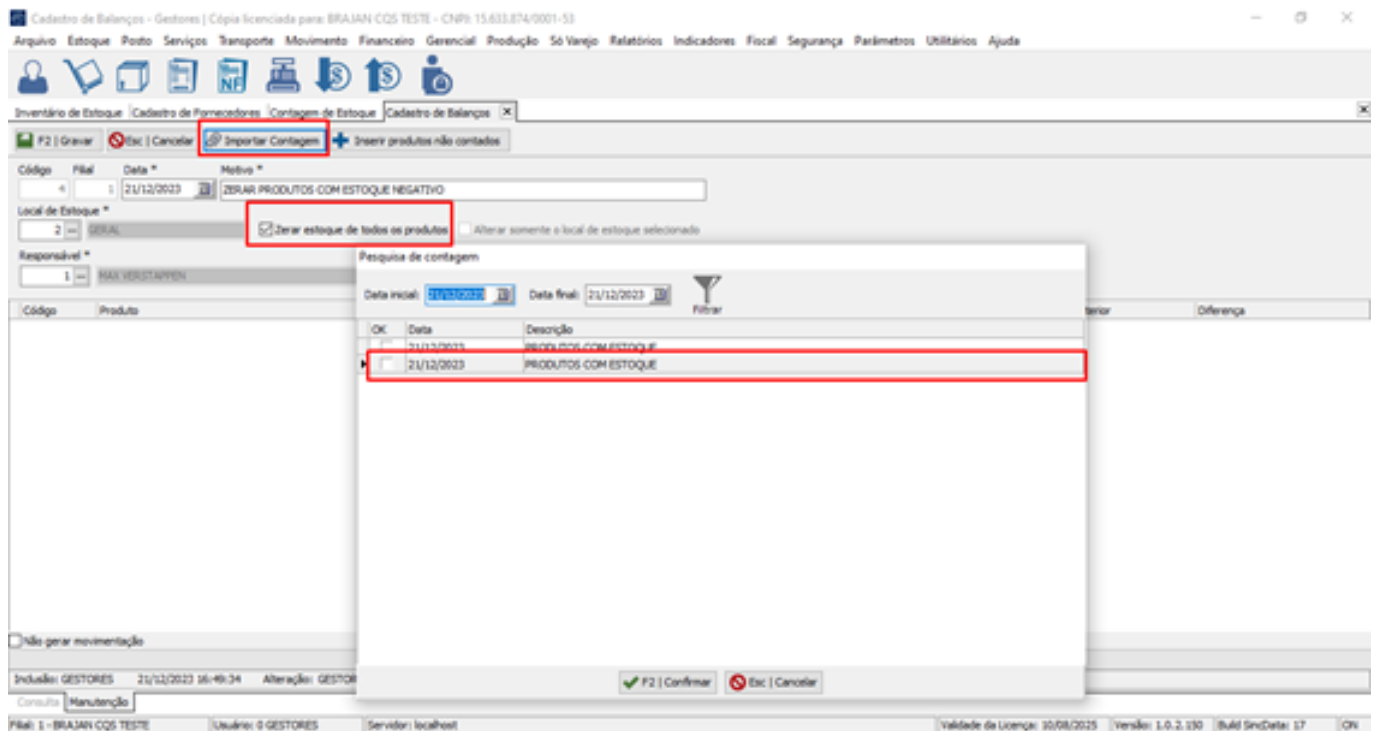 Cadastro de Balanços - Gestores | Cópia licenciada para: BRAJAN CQS TESTE - CNPJ: 15.633.874/0001-53
Arquivo Estoque Posto Serviços Transporte Movimento Financeiro Gerencial Produção Só Varejo Relatórios Indicadores Fiscal Segurança Parâmetros Utilitários Ajuda
NF
Inventário de Estoque Cadastro de Fornecedores Contagem de Estoque Cadastro de Balanços
F2 | Gravar Esc | Cancelar Importar Contagem Inserir produtos não contados
Código Filial Data * Motivo *
4 1 21/12/2023 ZERAR PRODUTOS COM ESTOQUE NEGATIVO
Local de Estoque *
2 GERAL Zerar estoque de todos os produtos Alterar somente o local de estoque selecionado
Responsável *
1 MAX VERSTAPPEN
Pesquisa de contagem
Data inicial: 21/12/2023 Data final: 21/12/2023 Filtrar
Código Produto terior Diferença
OK Data Descrição
21/12/2023 PRODUTOS COM ESTOQUE
21/12/2023 PRODUTOS COM ESTOQUE
Não gerar movimentação
Inclusão: GESTORES 21/12/2023 16:49:34 Alteração: GESTOR
F2 | Confirmar Esc | Cancelar
Consulta Manutenção
Filial: 1 - BRAJAN CQS TESTE Usuário: 0 GESTORES Servidor: localhost Validade da Licença: 10/08/2025 Versão: 1.0.2.150 Build SincData: 17 ON